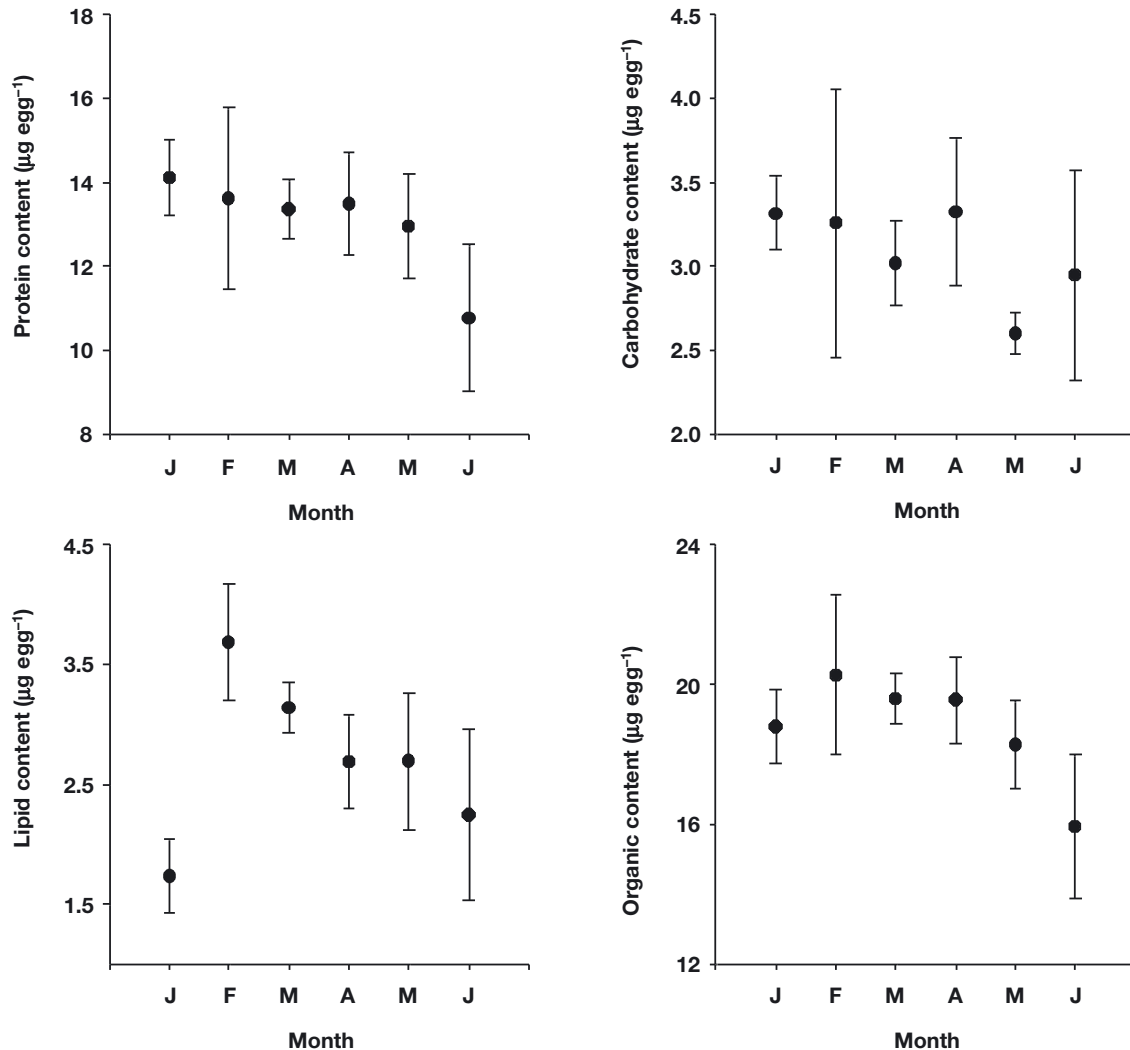 Protein content (µg egg⁻¹)
18
16
14
12
10
8
J F M A M J
Month
Carbohydrate content (µg egg⁻¹)
4.5
4.0
3.5
3.0
2.5
2.0
J F M A M J
Month
Lipid content (µg egg⁻¹)
4.5
3.5
2.5
1.5
J F M A M J
Month
Organic content (µg egg⁻¹)
24
20
16
12
J F M A M J
Month